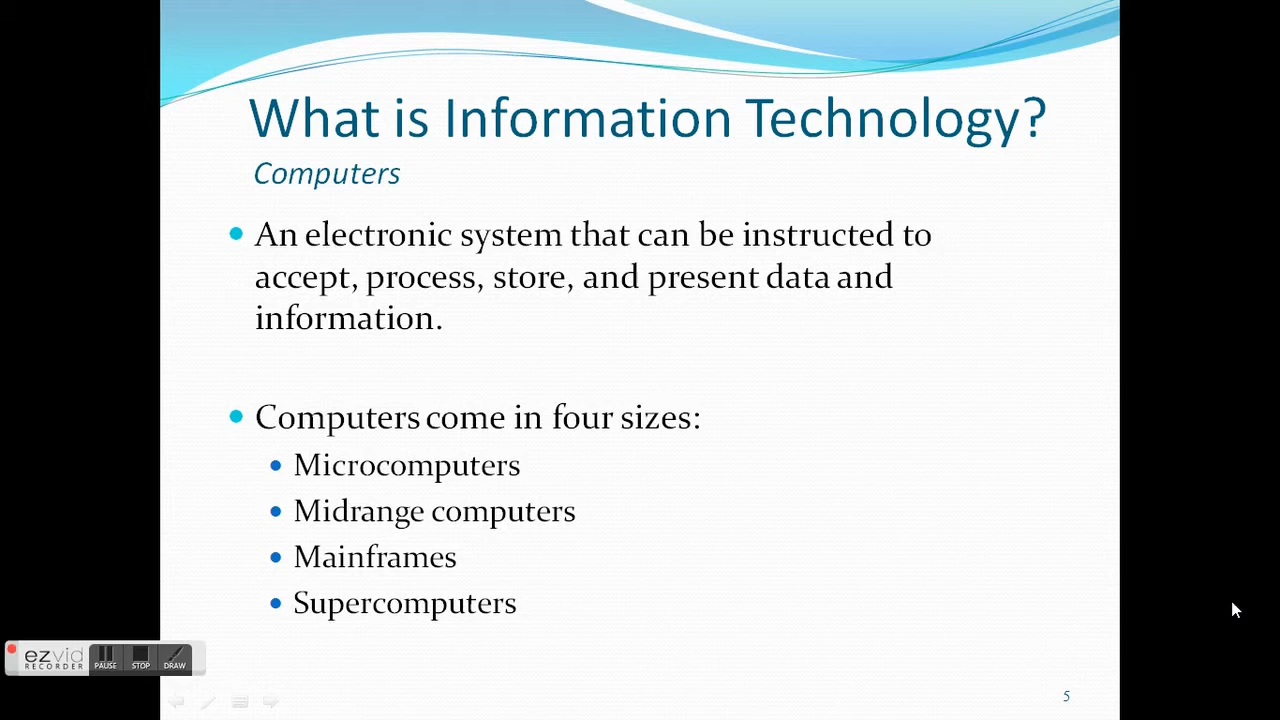 What is Information Technology?
Computers
An electronic system that can be instructed to
accept, process, store, and present data and
information.
Computers come in four sizes:
Microcomputers
Midrange computers
Mainframes
Supercomputers
ezvid
RECORDER
PAUSE STOP DRAW
5